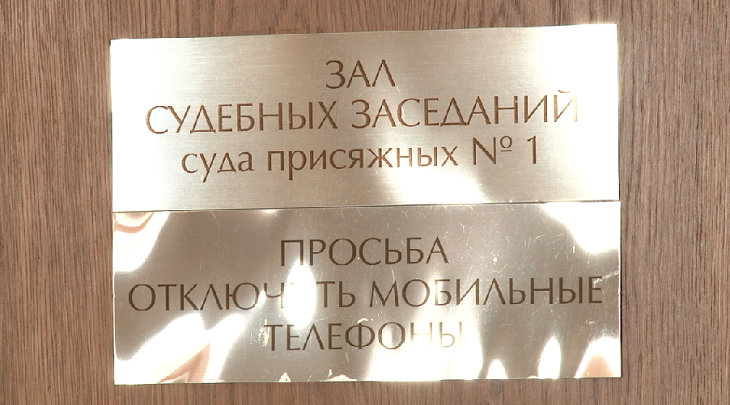 ЗАЛ
СУДЕБНЫХ ЗАСЕДАНИЙ
суда присяжных № 1
ПРОСЬБА
ОТКЛЮЧАТЬ МОБИЛЬНЫЕ
ТЕЛЕФОНЫ